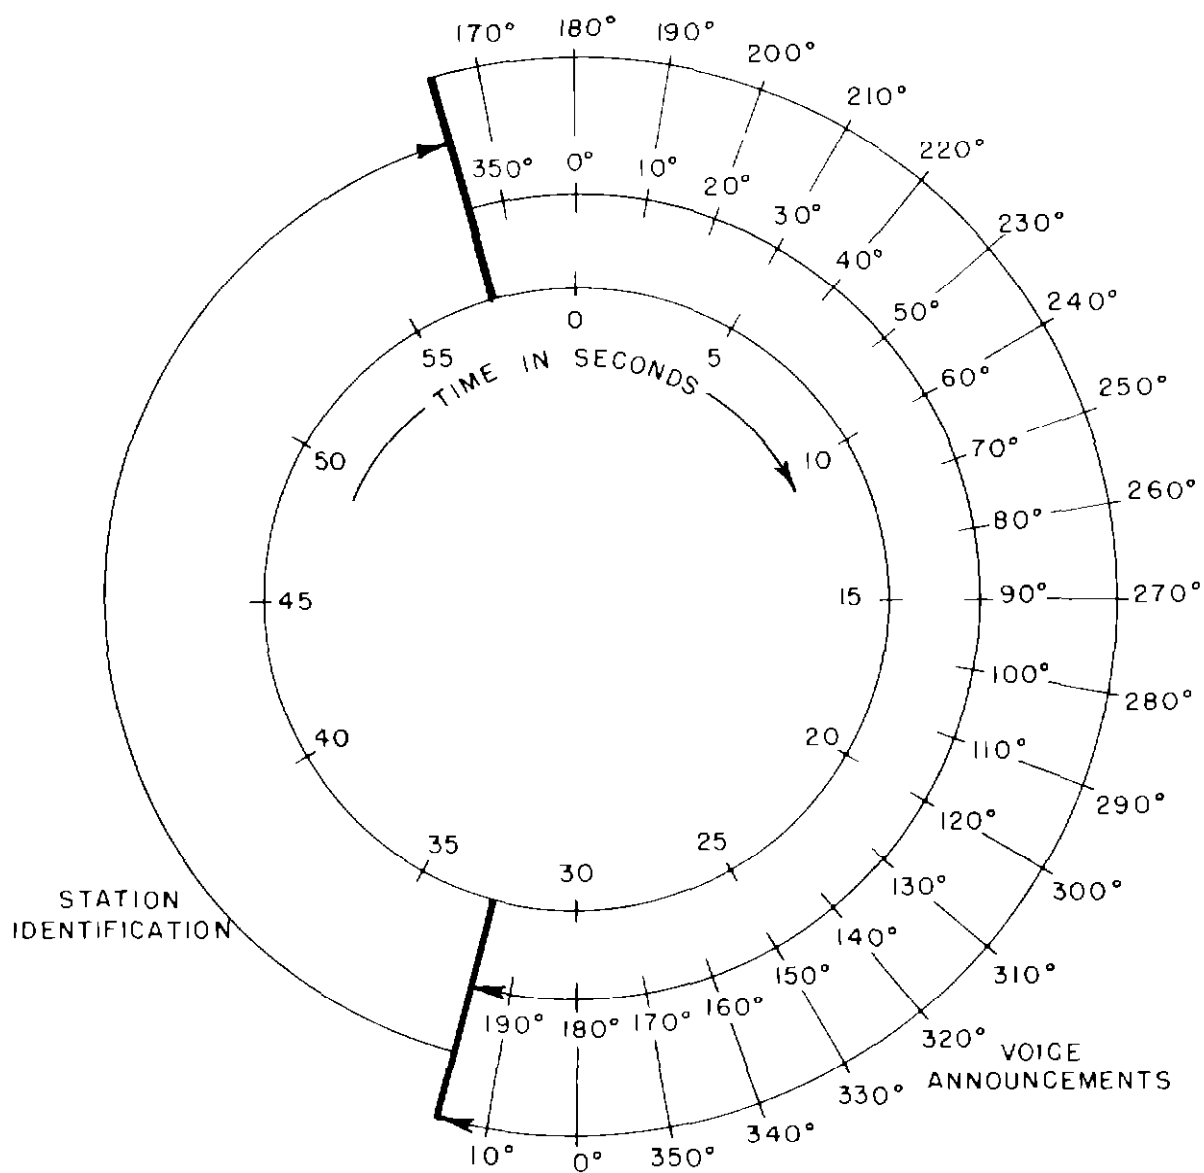 170° 180° 190° 200° 210° 220° 230° 240° 250° 260° 270° 280° 290° 300° 310° 320° 330° 340° 350° 0° 10°
350° 0° 10° 20° 30° 40° 50° 60° 70° 80° 90° 100° 110° 120° 130° 140° 150° 160° 170° 180° 190°
0 5 10 15 20 25 30 35 40 45 50 55
TIME IN SECONDS
STATION
IDENTIFICATION
VOICE
ANNOUNCEMENTS